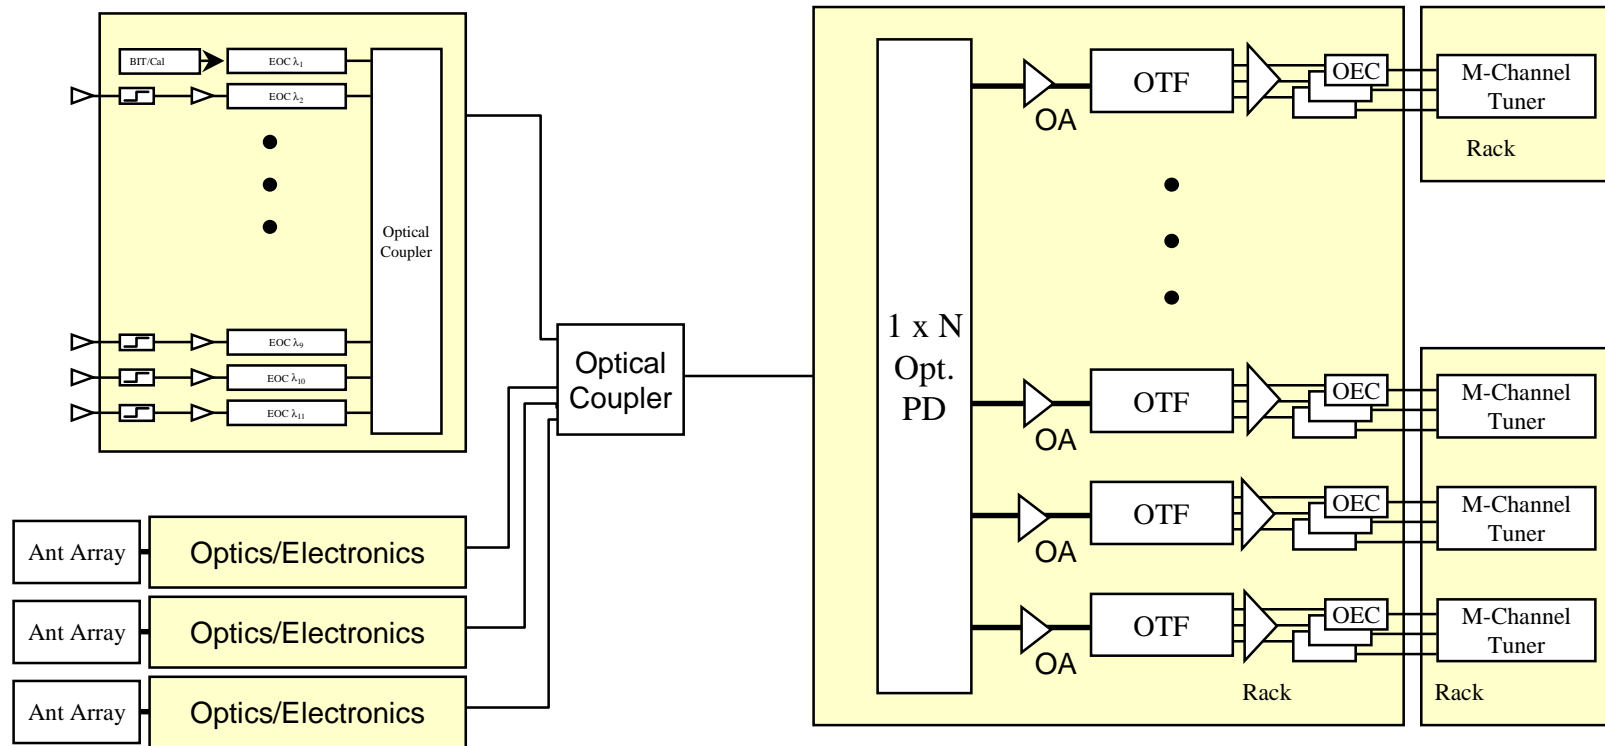 BIT/Cal
EOC λ1
EOC λ2
Optical
Coupler
EOC λ9
EOC λ10
EOC λ11
Ant Array
Optics/Electronics
Ant Array
Optics/Electronics
Ant Array
Optics/Electronics
Optical
Coupler
1 x N
Opt.
PD
OA
OTF
OEC
M-Channel
Tuner
Rack
OA
OTF
OEC
M-Channel
Tuner
OA
OTF
OEC
M-Channel
Tuner
OA
OTF
OEC
M-Channel
Tuner
Rack
Rack